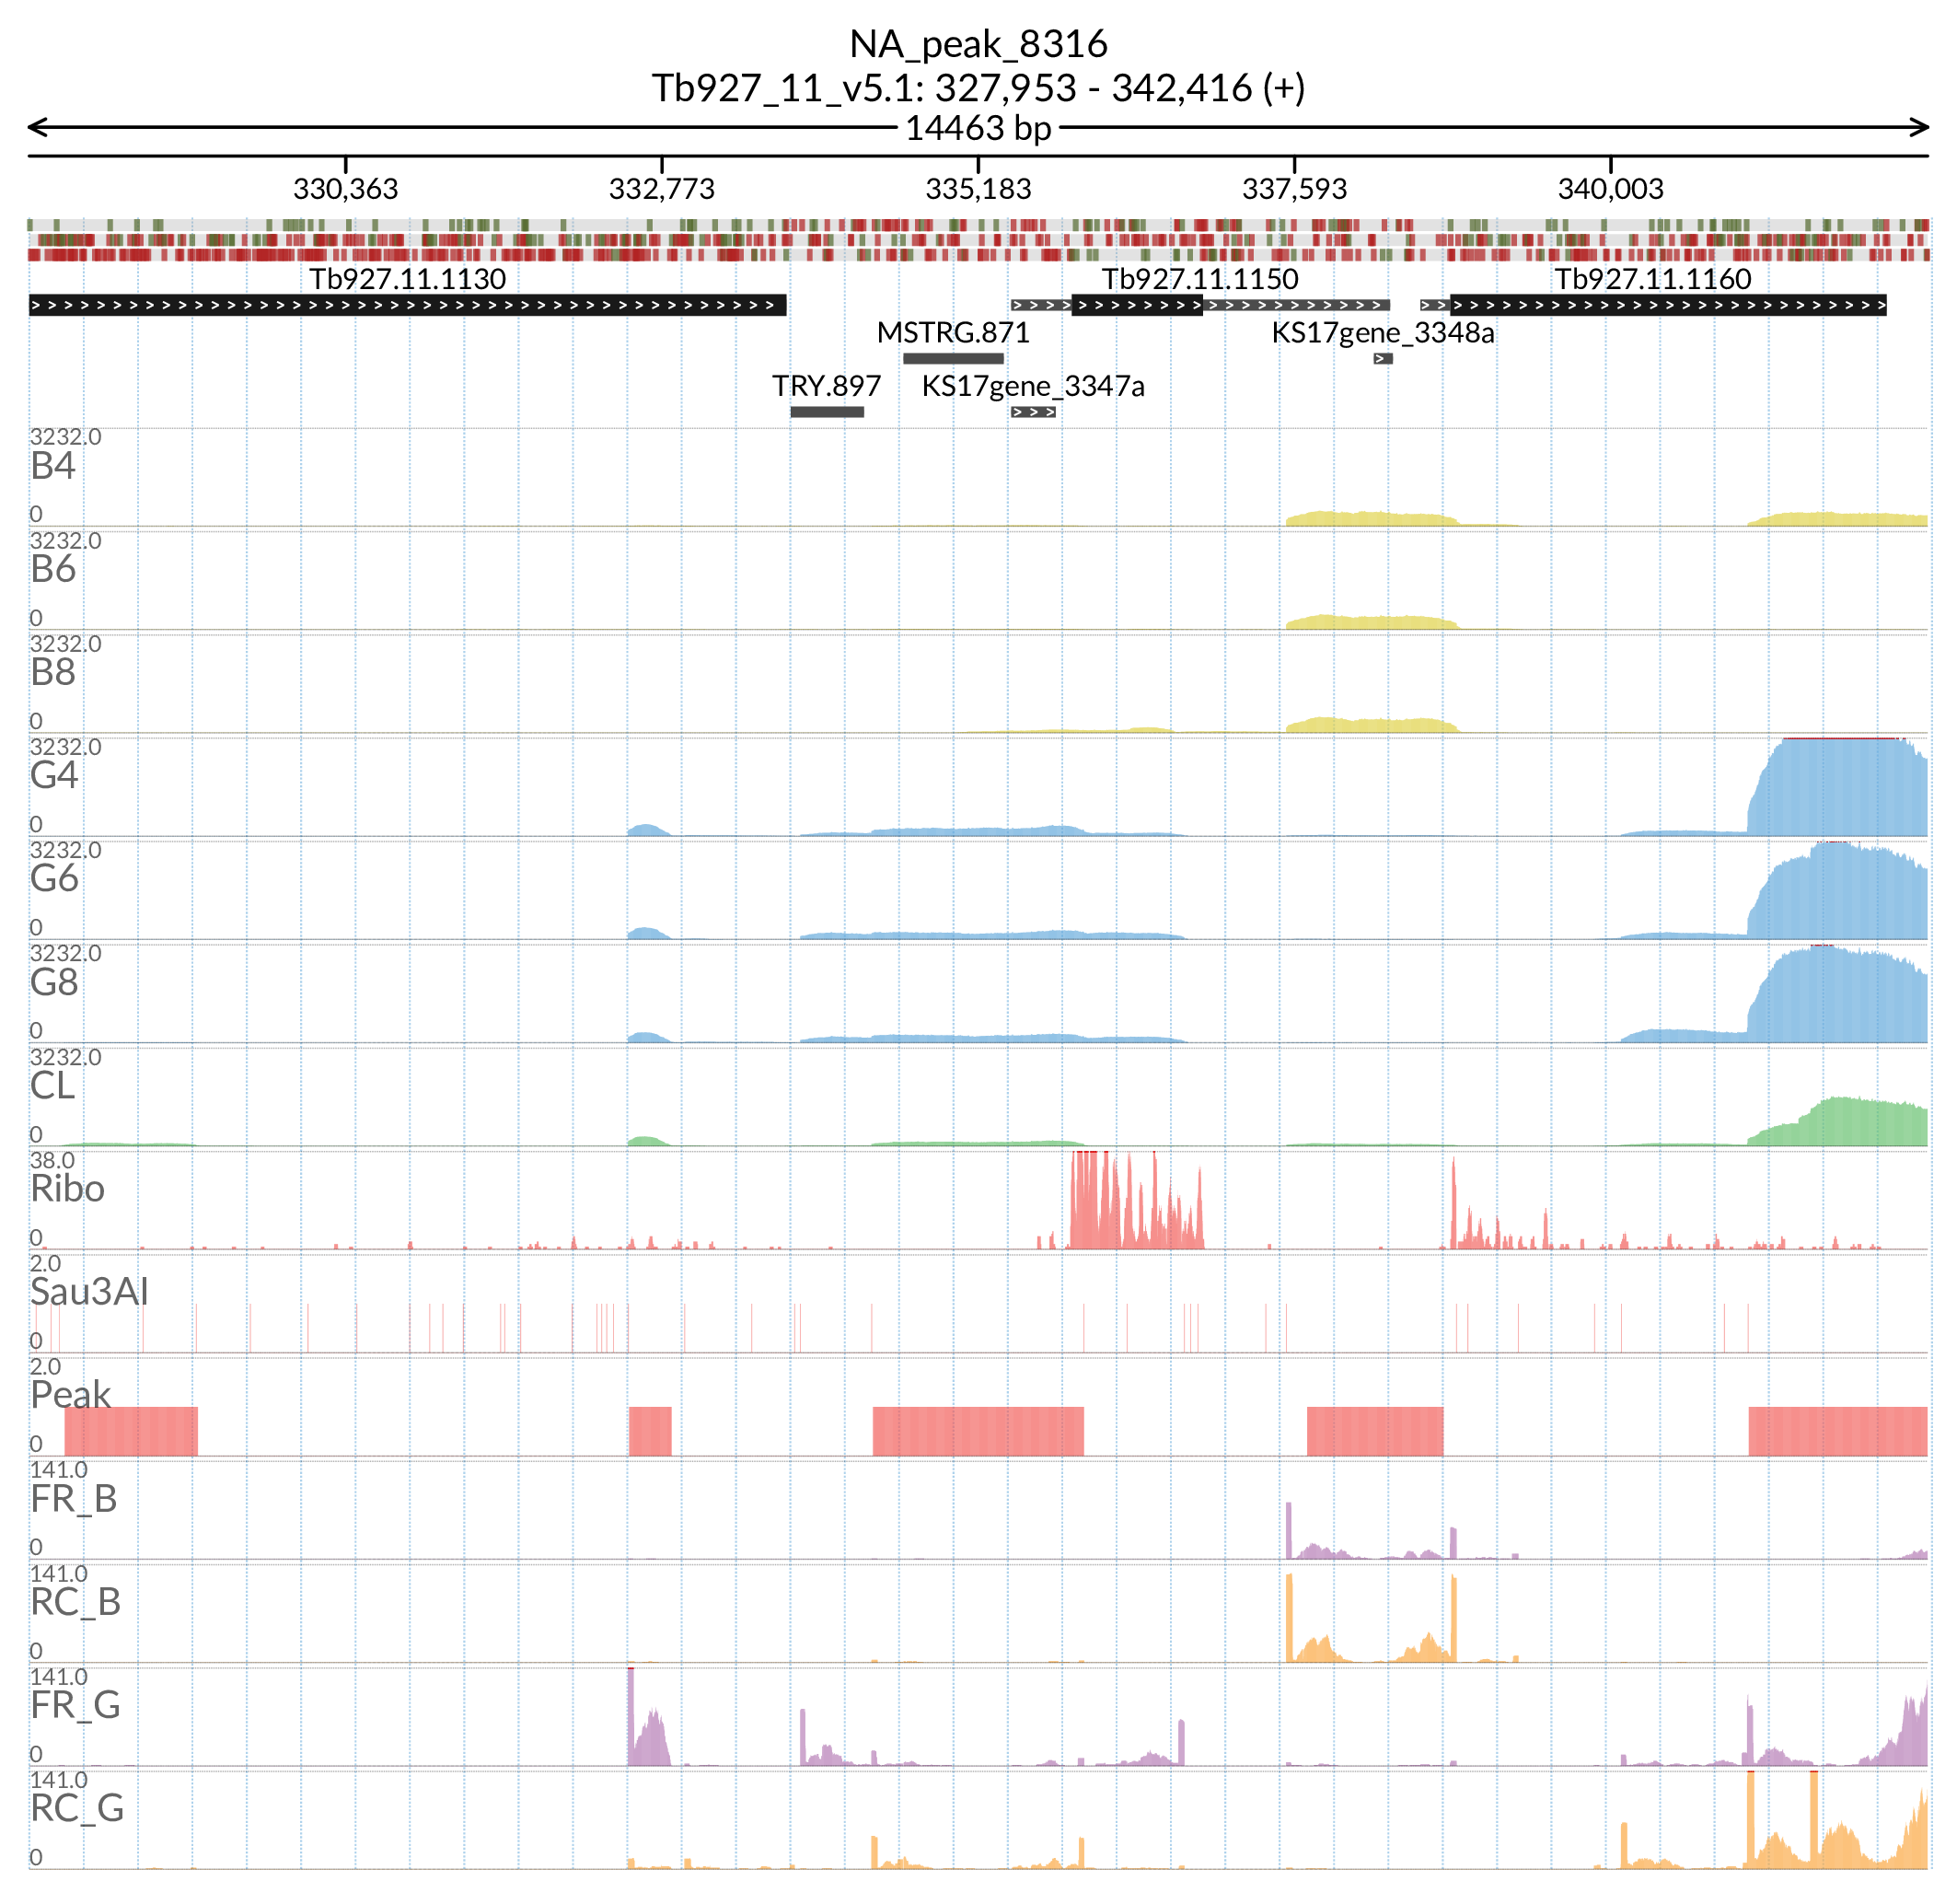 NA_peak_8316
Tb927_11_v5.1: 327,953 - 342,416 (+)
14463 bp
330,363 332,773 335,183 337,593 340,003
Tb927.11.1130 Tb927.11.1150 Tb927.11.1160
MSTRG.871 KS17gene_3348a
TRY.897 KS17gene_3347a
3232.0
B4
0
3232.0
B6
0
3232.0
B8
0
3232.0
G4
0
3232.0
G6
0
3232.0
G8
0
3232.0
CL
0
38.0
Ribo
0
2.0
Sau3AI
0
2.0
Peak
0
141.0
FR_B
0
141.0
RC_B
0
141.0
FR_G
0
141.0
RC_G
0